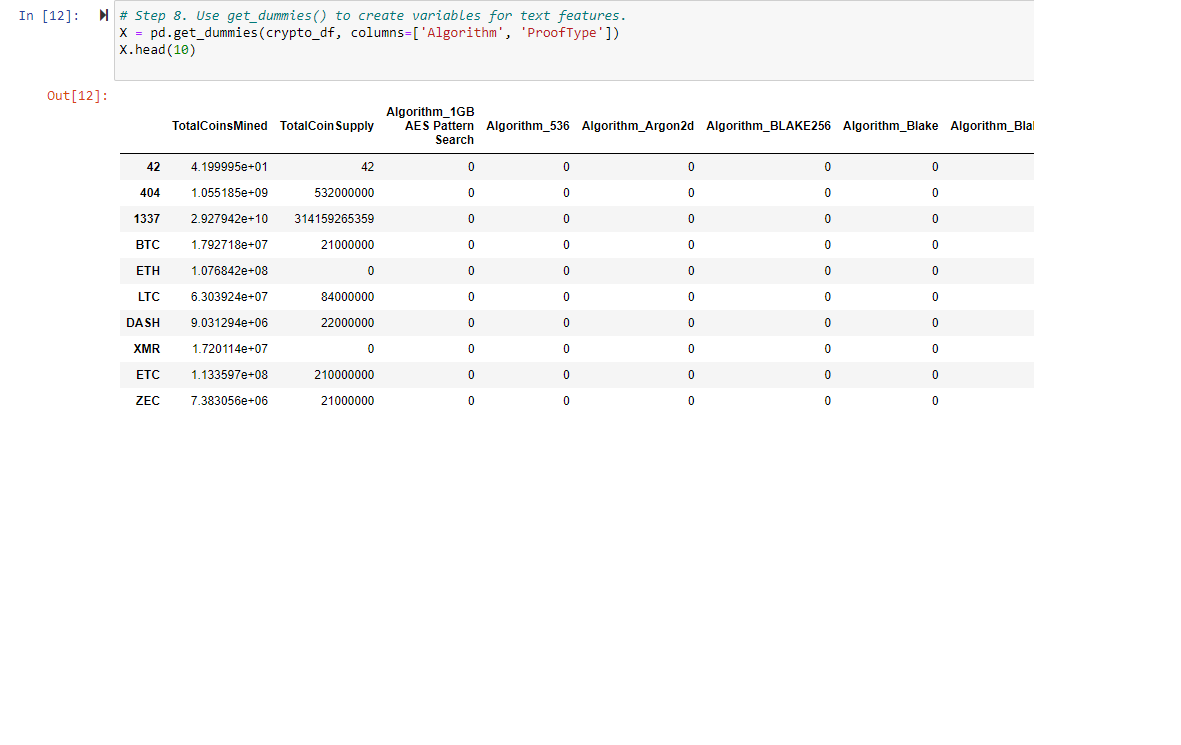 In [12]:
# Step 8. Use get_dummies() to create variables for text features.
X = pd.get_dummies(crypto_df, columns=['Algorithm', 'ProofType'])
X.head(10)
Out[12]:
TotalCoinsMined TotalCoinSupply Algorithm_1GB AES Pattern Search Algorithm_536 Algorithm_Argon2d Algorithm_BLAKE256 Algorithm_Blake Algorithm_Bla
42 4.199995e+01 42 0 0 0 0 0
404 1.055185e+09 532000000 0 0 0 0 0
1337 2.927942e+10 314159265359 0 0 0 0 0
BTC 1.792718e+07 21000000 0 0 0 0 0
ETH 1.076842e+08 0 0 0 0 0 0
LTC 6.303924e+07 84000000 0 0 0 0 0
DASH 9.031294e+06 22000000 0 0 0 0 0
XMR 1.720114e+07 0 0 0 0 0 0
ETC 1.133597e+08 210000000 0 0 0 0 0
ZEC 7.383056e+06 21000000 0 0 0 0 0